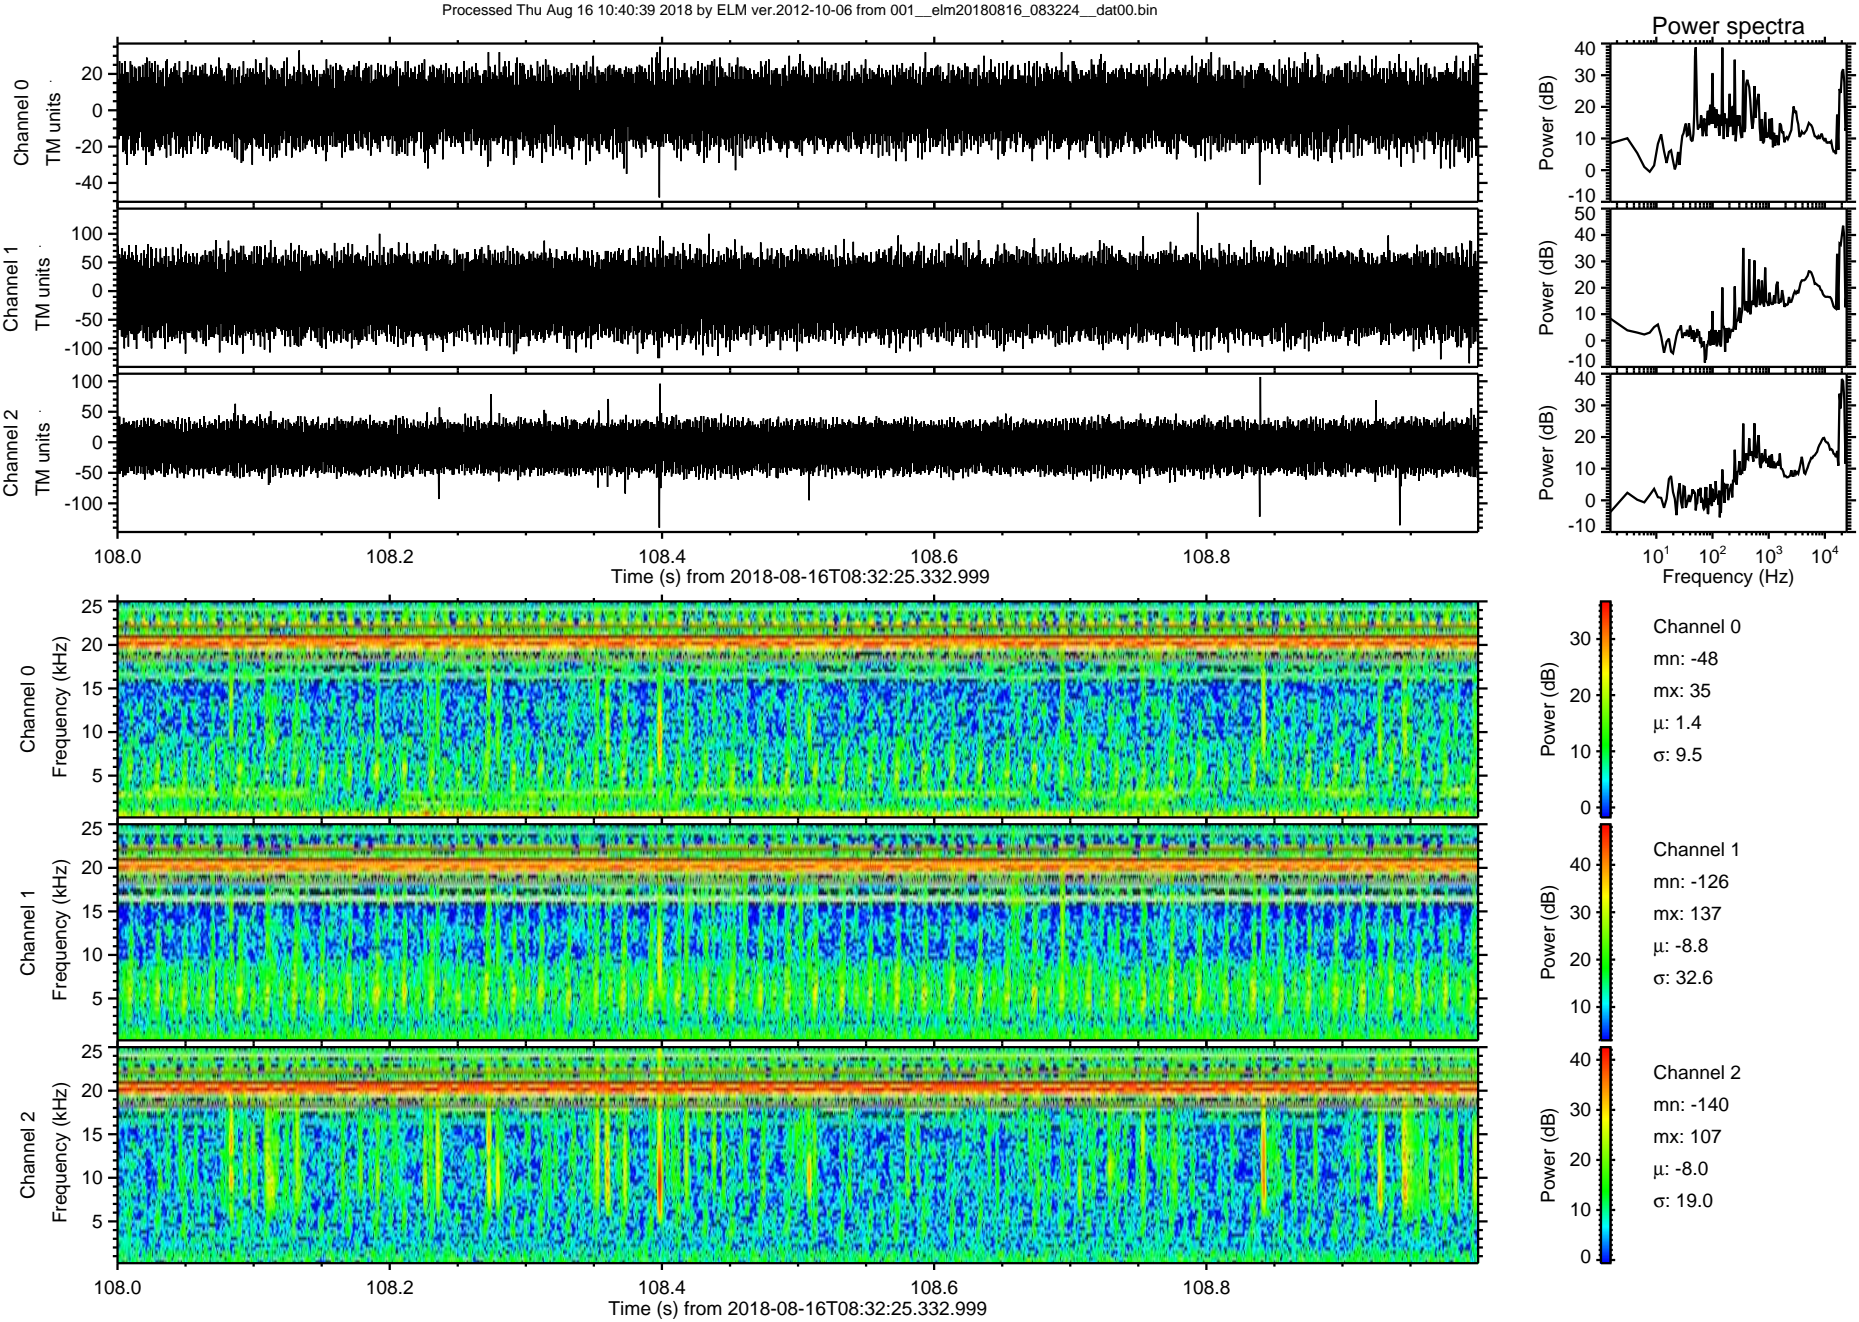 Processed Thu Aug 16 10:40:39 2018 by ELM ver.2012-10-06 from 001__elm20180816_083224__dat00.bin
Power spectra
Channel 0
TM units
20
0
-20
-40
Power (dB)
40
30
20
10
0
-10
Channel 1
TM units
100
50
0
-50
-100
Power (dB)
50
40
30
20
10
0
-10
Channel 2
TM units
100
50
0
-50
-100
Power (dB)
40
30
20
10
0
-10
108.0 108.2 108.4 108.6 108.8
Time (s) from 2018-08-16T08:32:25.332.999
10¹ 10² 10³ 10⁴
Frequency (Hz)
Channel 0
Frequency (kHz)
25
20
15
10
5
Power (dB)
30
20
10
0
Channel 0
mn: -48
mx: 35
μ: 1.4
σ: 9.5
Channel 1
Frequency (kHz)
25
20
15
10
5
Power (dB)
40
30
20
10
Channel 1
mn: -126
mx: 137
μ: -8.8
σ: 32.6
Channel 2
Frequency (kHz)
25
20
15
10
5
Power (dB)
40
30
20
10
0
Channel 2
mn: -140
mx: 107
μ: -8.0
σ: 19.0
108.0 108.2 108.4 108.6 108.8
Time (s) from 2018-08-16T08:32:25.332.999